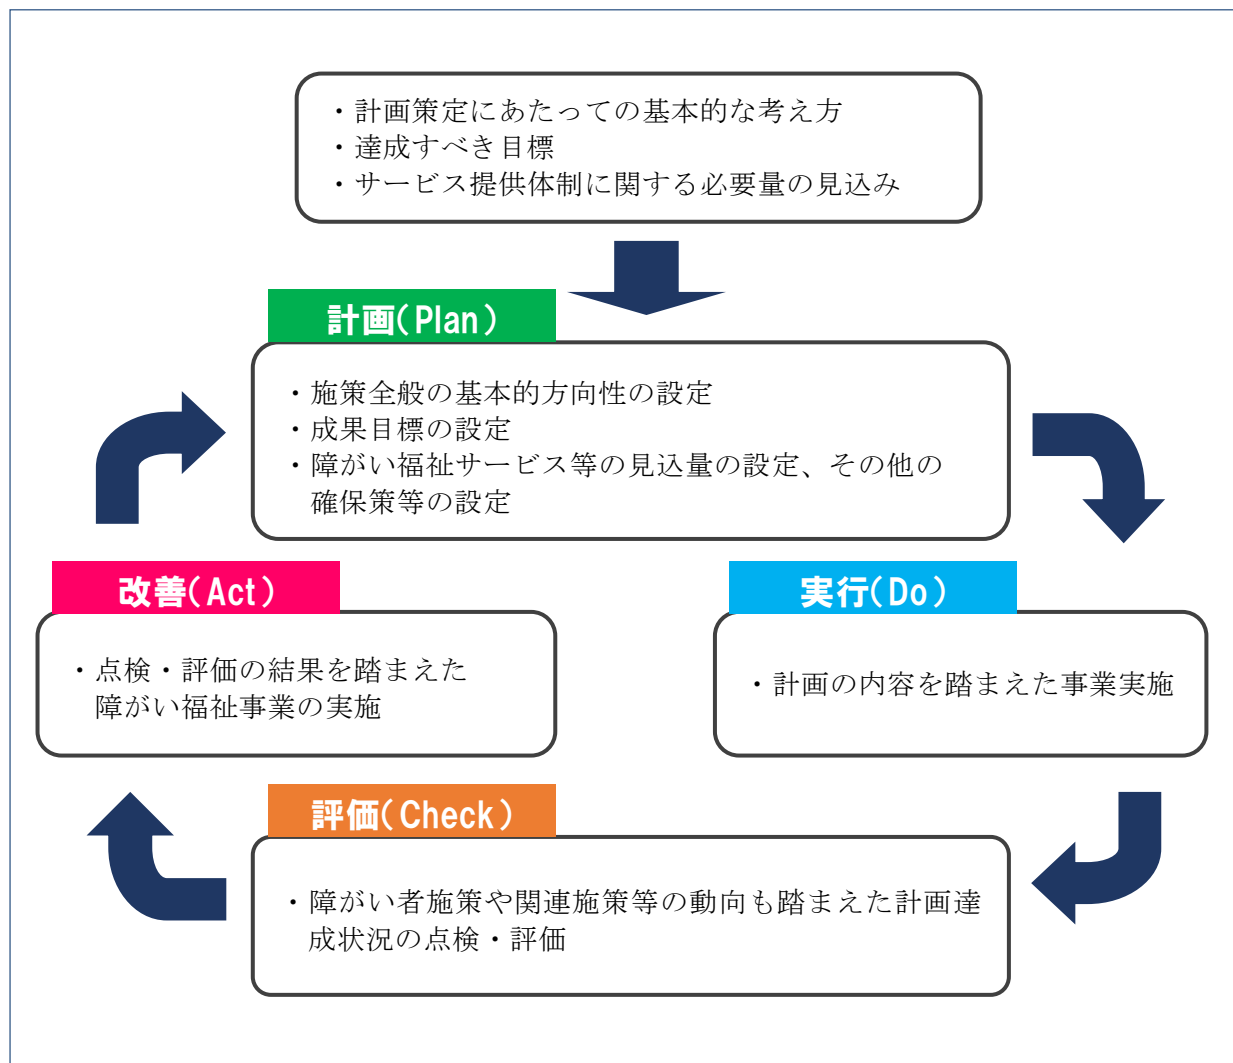 ・計画策定にあたっての基本的な考え方
・達成すべき目標
・サービス提供体制に関する必要量の見込み
計画(Plan)
・施策全般の基本的方向性の設定
・成果目標の設定
・障がい福祉サービス等の見込量の設定、その他の
確保策等の設定
改善(Act)
・点検・評価の結果を踏まえた
障がい福祉事業の実施
実行(Do)
・計画の内容を踏まえた事業実施
評価(Check)
・障がい者施策や関連施策等の動向も踏まえた計画達
成状況の点検・評価